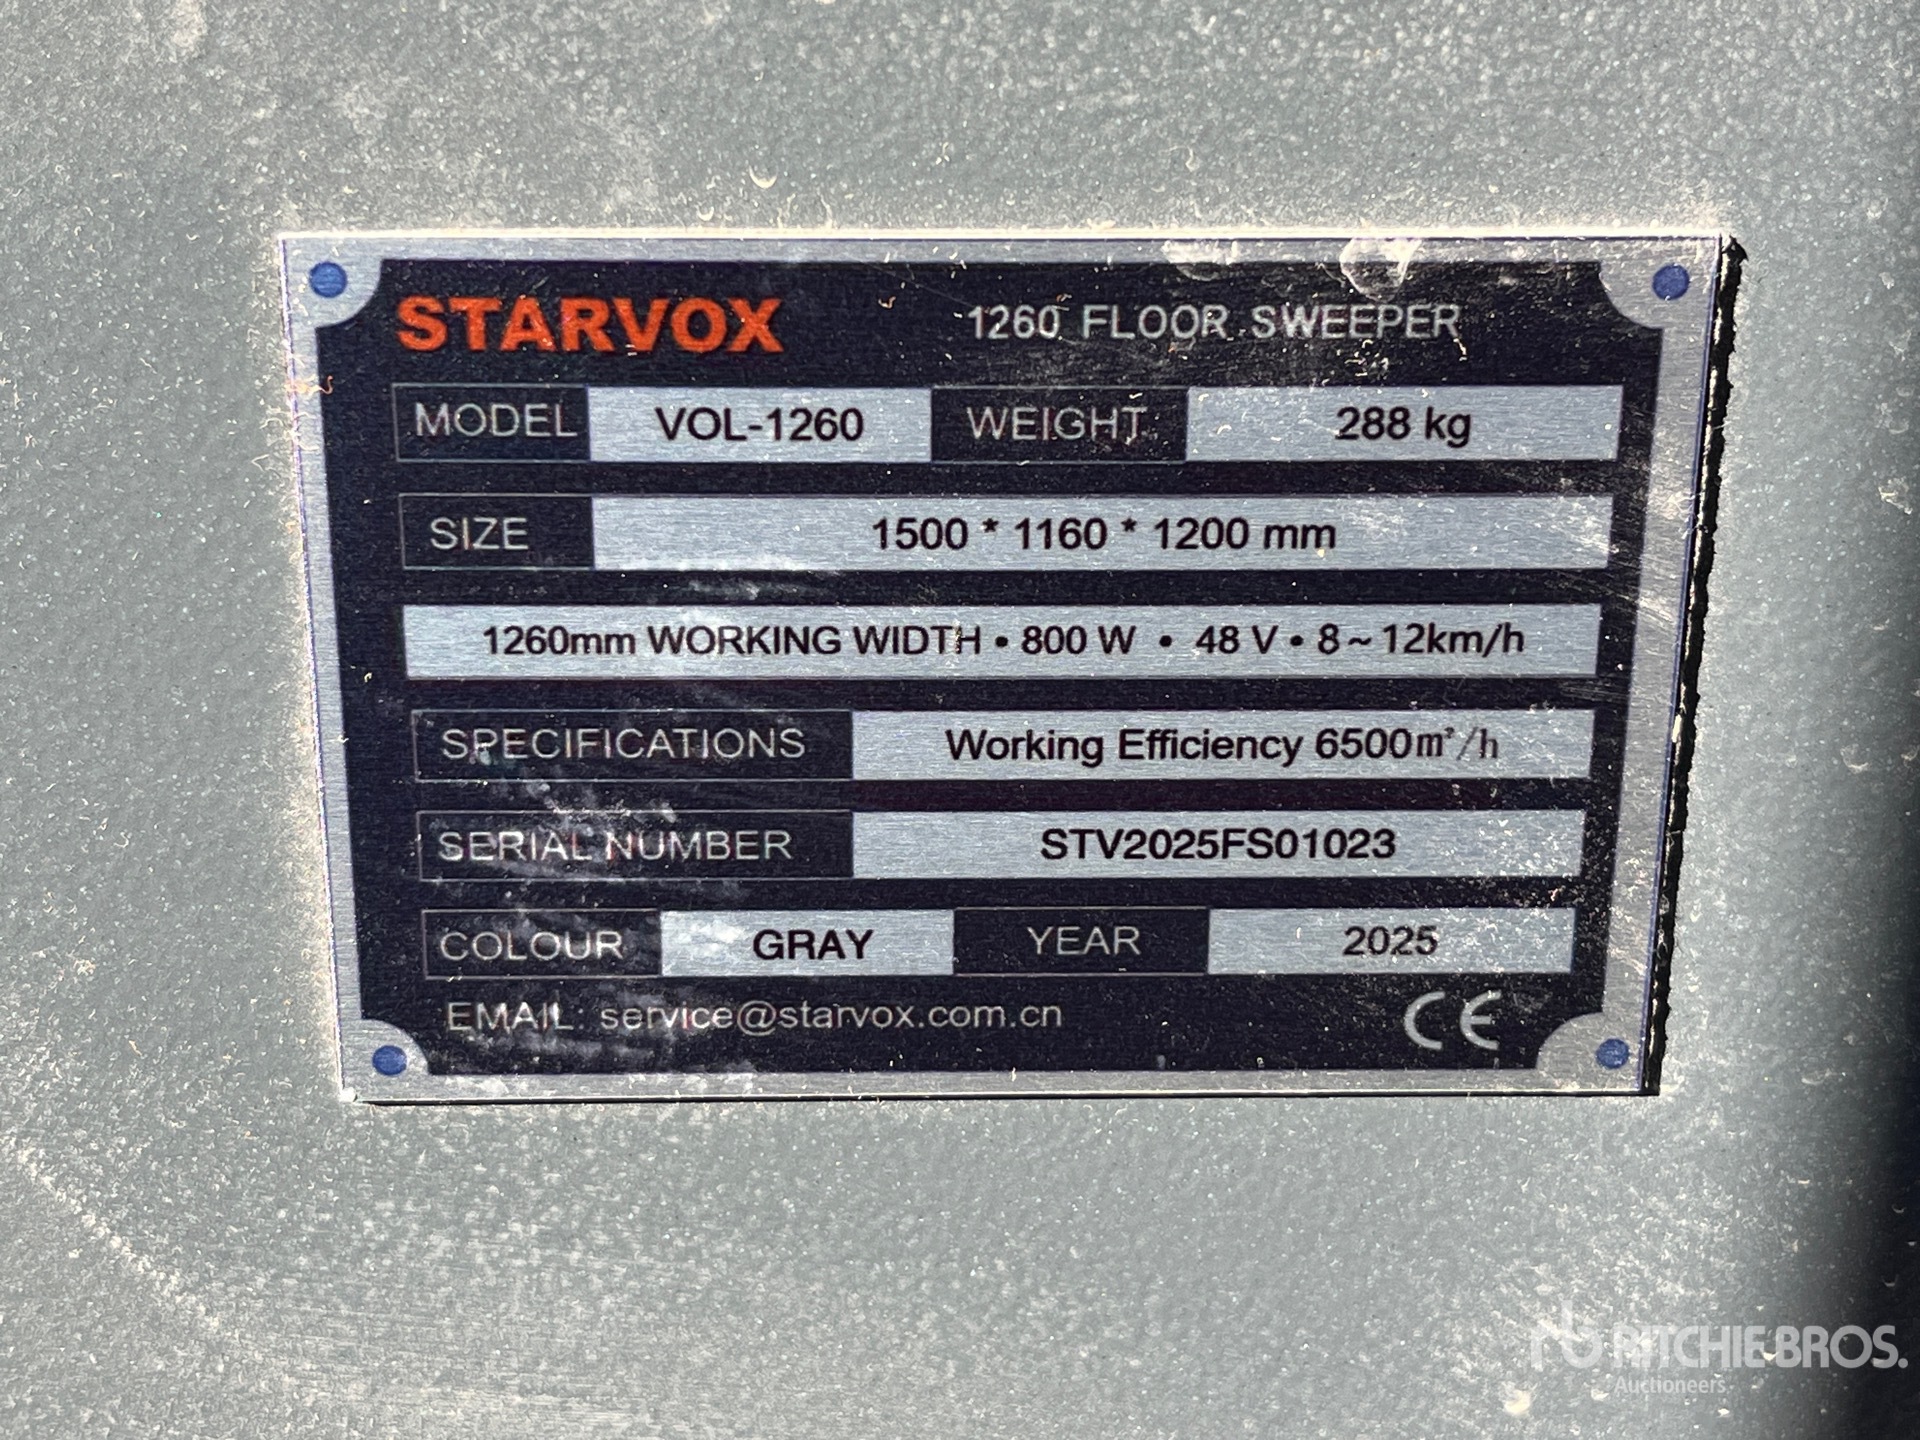 STARVOX 1260 FLOOR SWEEPER
MODEL VOL-1260 WEIGHT 288 kg
SIZE 1500 * 1160 * 1200 mm
1260mm WORKING WIDTH • 800 W • 48 V • 8 ~ 12km/h
SPECIFICATIONS Working Efficiency 6500m²/h
SERIAL NUMBER STV2025FS01023
COLOUR GRAY YEAR 2025
EMAIL: service@starvox.com.cn CE
rb RITCHIE BROS.
Auctioneers